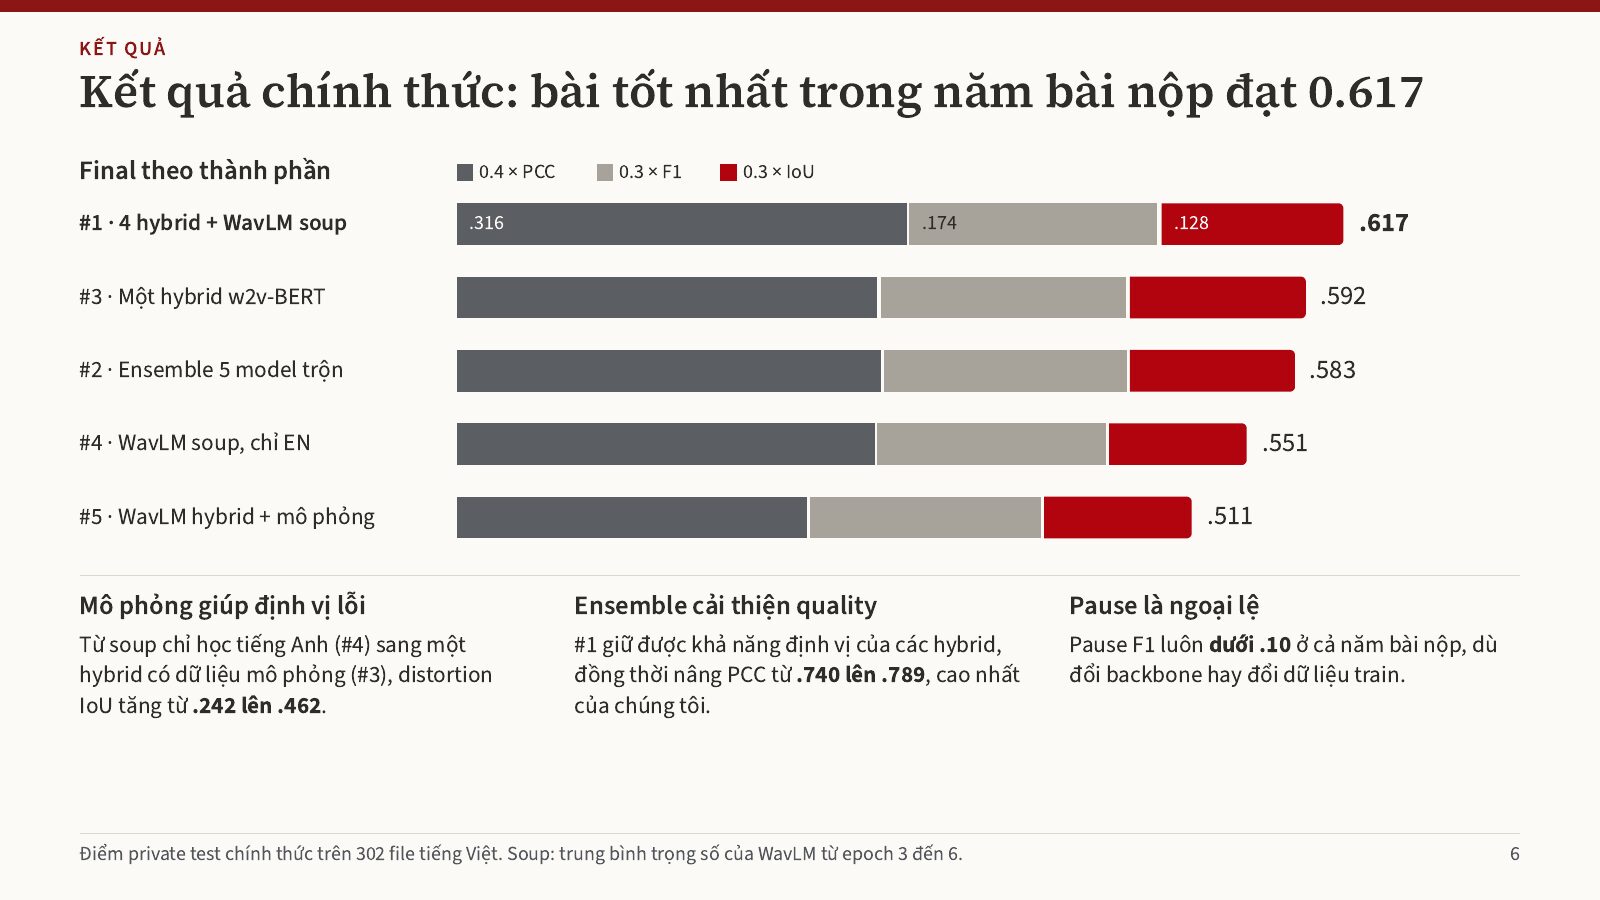 KẾT QUẢ
Kết quả chính thức: bài tốt nhất trong năm bài nộp đạt 0.617
Final theo thành phần
0.4 × PCC
0.3 × F1
0.3 × IoU
#1 · 4 hybrid + WavLM soup
.316
.174
.128
.617
#3 · Một hybrid w2v-BERT
.592
#2 · Ensemble 5 model trộn
.583
#4 · WavLM soup, chỉ EN
.551
#5 · WavLM hybrid + mô phỏng
.511
Mô phỏng giúp định vị lỗi
Từ soup chỉ học tiếng Anh (#4) sang một
hybrid có dữ liệu mô phỏng (#3), distortion
IoU tăng từ .242 lên .462.
Ensemble cải thiện quality
#1 giữ được khả năng định vị của các hybrid,
đồng thời nâng PCC từ .740 lên .789, cao nhất
của chúng tôi.
Pause là ngoại lệ
Pause F1 luôn dưới .10 ở cả năm bài nộp, dù
đổi backbone hay đổi dữ liệu train.
Điểm private test chính thức trên 302 file tiếng Việt. Soup: trung bình trọng số của WavLM từ epoch 3 đến 6.
6